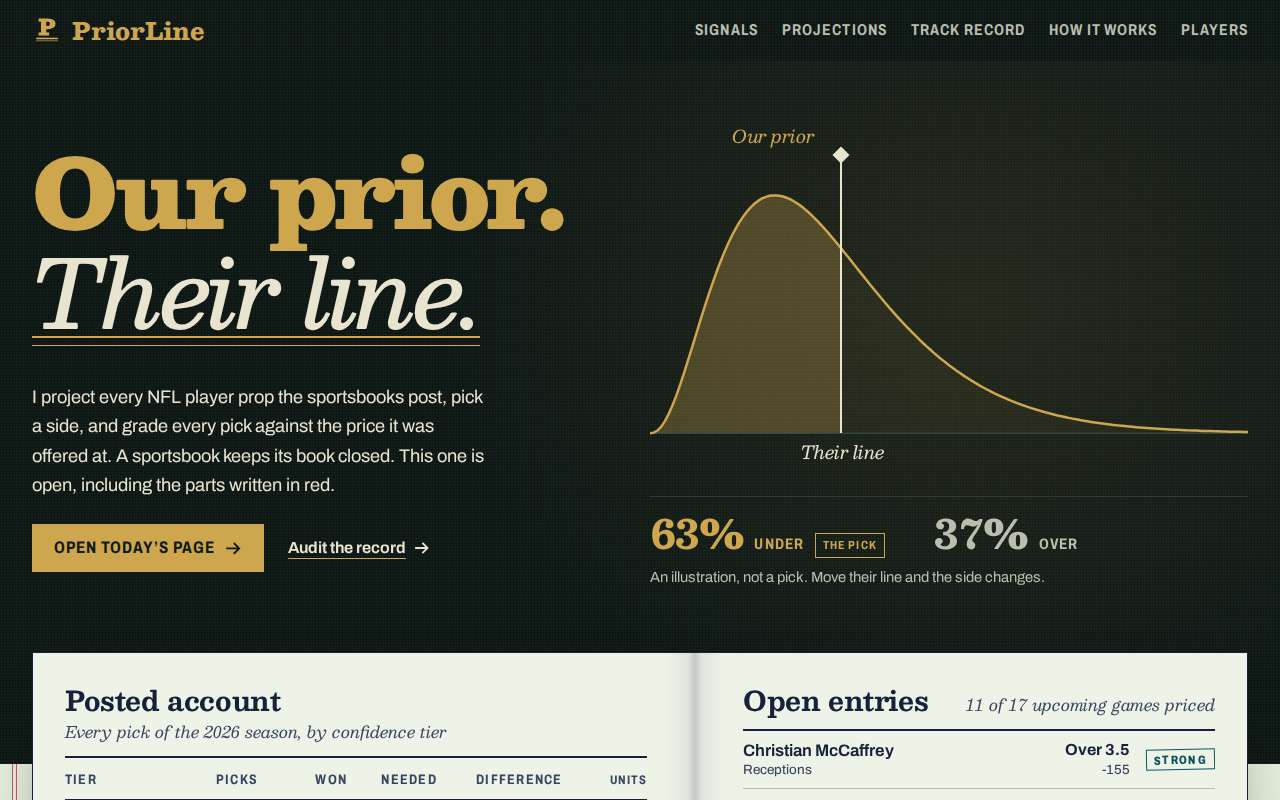 P PriorLine
SIGNALS PROJECTIONS TRACK RECORD HOW IT WORKS PLAYERS
Our prior.
Their line.
I project every NFL player prop the sportsbooks post, pick
a side, and grade every pick against the price it was
offered at. A sportsbook keeps its book closed. This one is
open, including the parts written in red.
OPEN TODAY'S PAGE →
Audit the record →
Our prior
Their line
63% UNDER THE PICK 37% OVER
An illustration, not a pick. Move their line and the side changes.
Posted account
Every pick of the 2026 season, by confidence tier
TIER PICKS WON NEEDED DIFFERENCE UNITS
Open entries 11 of 17 upcoming games priced
Christian McCaffrey Over 3.5 STRONG
Receptions -155